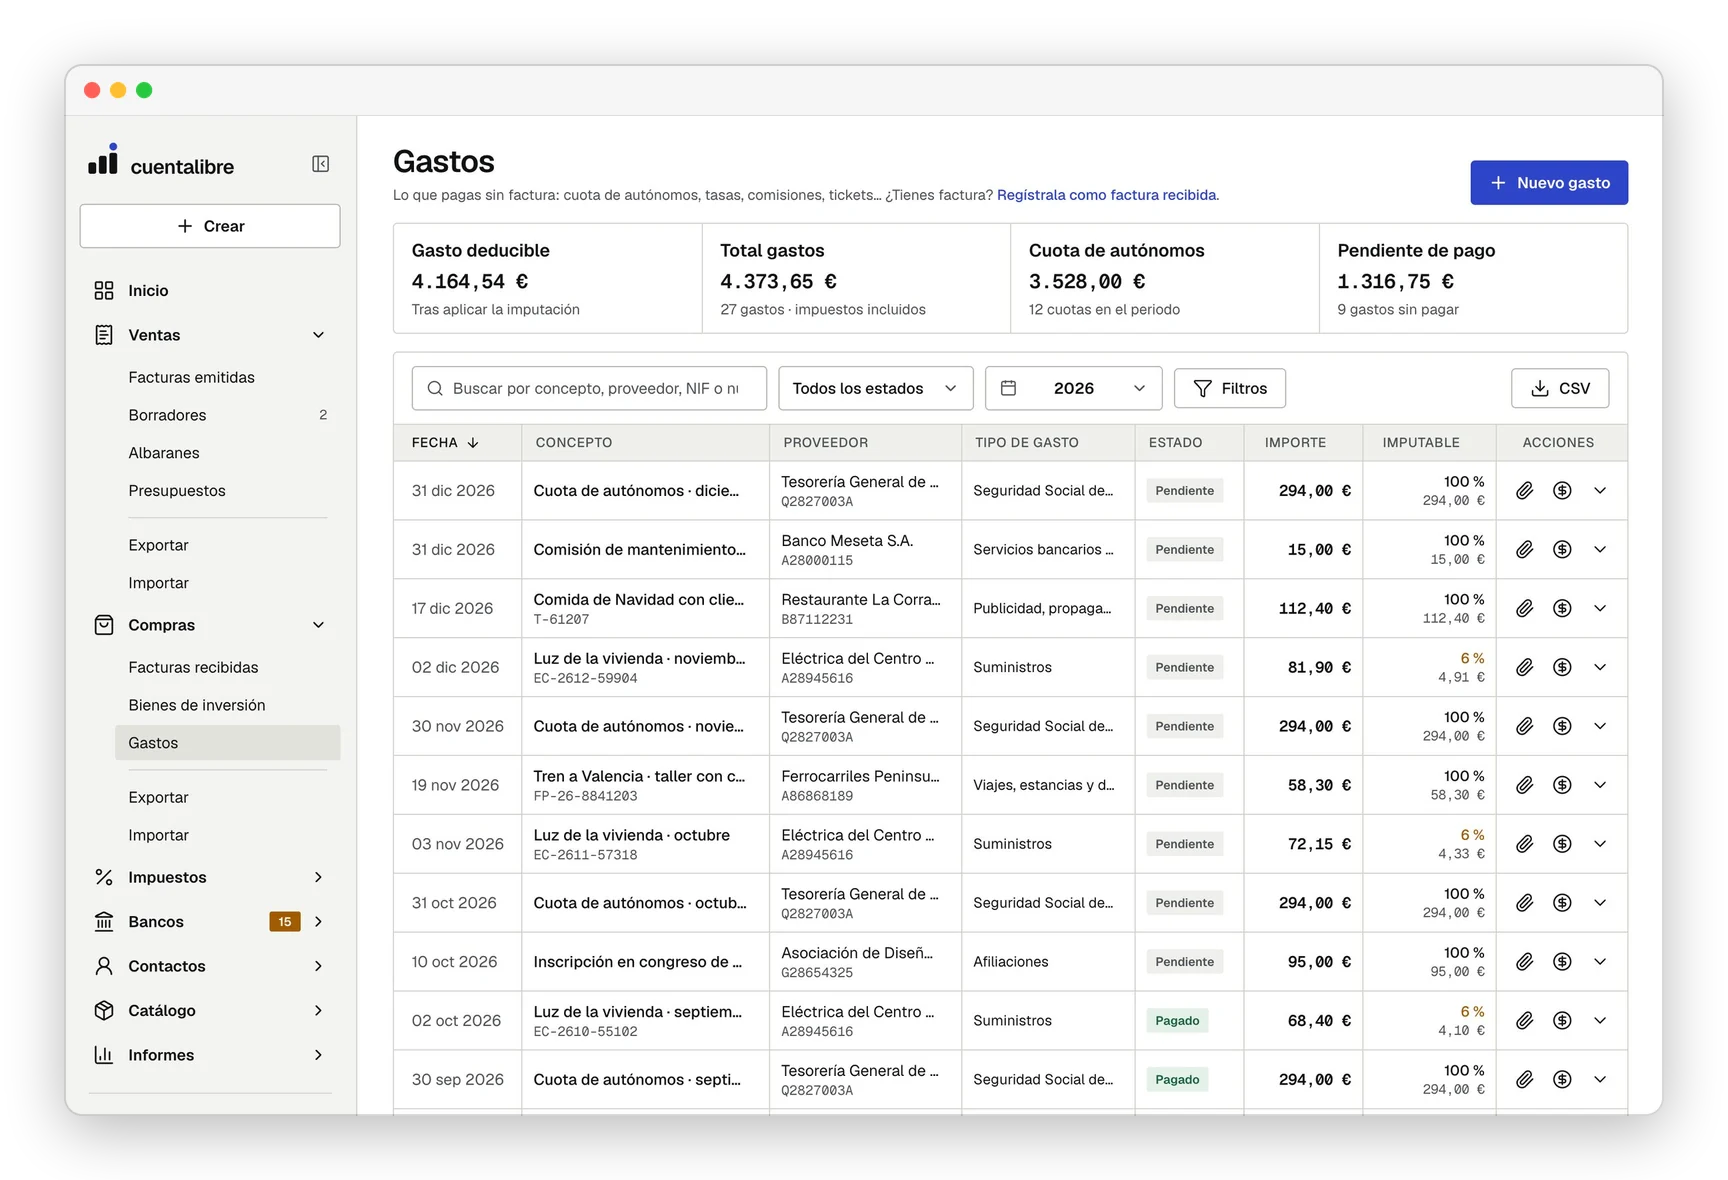 cuentalibre
Crear
Inicio
Ventas
Facturas emitidas
Borradores 2
Albaranes
Presupuestos
Exportar
Importar
Compras
Facturas recibidas
Bienes de inversión
Gastos
Exportar
Importar
Impuestos
Bancos 15
Contactos
Catálogo
Informes
Gastos
Lo que pagas sin factura: cuota de autónomos, tasas, comisiones, tickets... ¿Tienes factura? Regístrala como factura recibida.
+ Nuevo gasto
Gasto deducible
4.164,54 €
Tras aplicar la imputación
Total gastos
4.373,65 €
27 gastos · impuestos incluidos
Cuota de autónomos
3.528,00 €
12 cuotas en el periodo
Pendiente de pago
1.316,75 €
9 gastos sin pagar
Buscar por concepto, proveedor, NIF o nu
Todos los estados
2026
Filtros
CSV
FECHA ↓ CONCEPTO PROVEEDOR TIPO DE GASTO ESTADO IMPORTE IMPUTABLE ACCIONES
31 dic 2026 Cuota de autónomos · dicie... Tesorería General de ... Seguridad Social de... Pendiente 294,00 € 100 %
Q2827003A 294,00 €
31 dic 2026 Comisión de mantenimiento... Banco Meseta S.A. Servicios bancarios ... Pendiente 15,00 € 100 %
A28000115 15,00 €
17 dic 2026 Comida de Navidad con clie... Restaurante La Corra... Publicidad, propaga... Pendiente 112,40 € 100 %
T-61207 B87112231 112,40 €
02 dic 2026 Luz de la vivienda · noviemb... Eléctrica del Centro ... Suministros Pendiente 81,90 € 6 %
EC-2612-59904 A28945616 4,91 €
30 nov 2026 Cuota de autónomos · novie... Tesorería General de ... Seguridad Social de... Pendiente 294,00 € 100 %
Q2827003A 294,00 €
19 nov 2026 Tren a Valencia · taller con c... Ferrocarriles Peninsu... Viajes, estancias y d... Pendiente 58,30 € 100 %
FP-26-8841203 A86868189 58,30 €
03 nov 2026 Luz de la vivienda · octubre Eléctrica del Centro ... Suministros Pendiente 72,15 € 6 %
EC-2611-57318 A28945616 4,33 €
31 oct 2026 Cuota de autónomos · octub... Tesorería General de ... Seguridad Social de... Pendiente 294,00 € 100 %
Q2827003A 294,00 €
10 oct 2026 Inscripción en congreso de ... Asociación de Diseñ... Afiliaciones Pendiente 95,00 € 100 %
G28654325 95,00 €
02 oct 2026 Luz de la vivienda · septiem... Eléctrica del Centro ... Suministros Pagado 68,40 € 6 %
EC-2610-55102 A28945616 4,10 €
30 sep 2026 Cuota de autónomos · septi... Tesorería General de ... Seguridad Social de... Pagado 294,00 € 100 %
Q2827003A 294,00 €